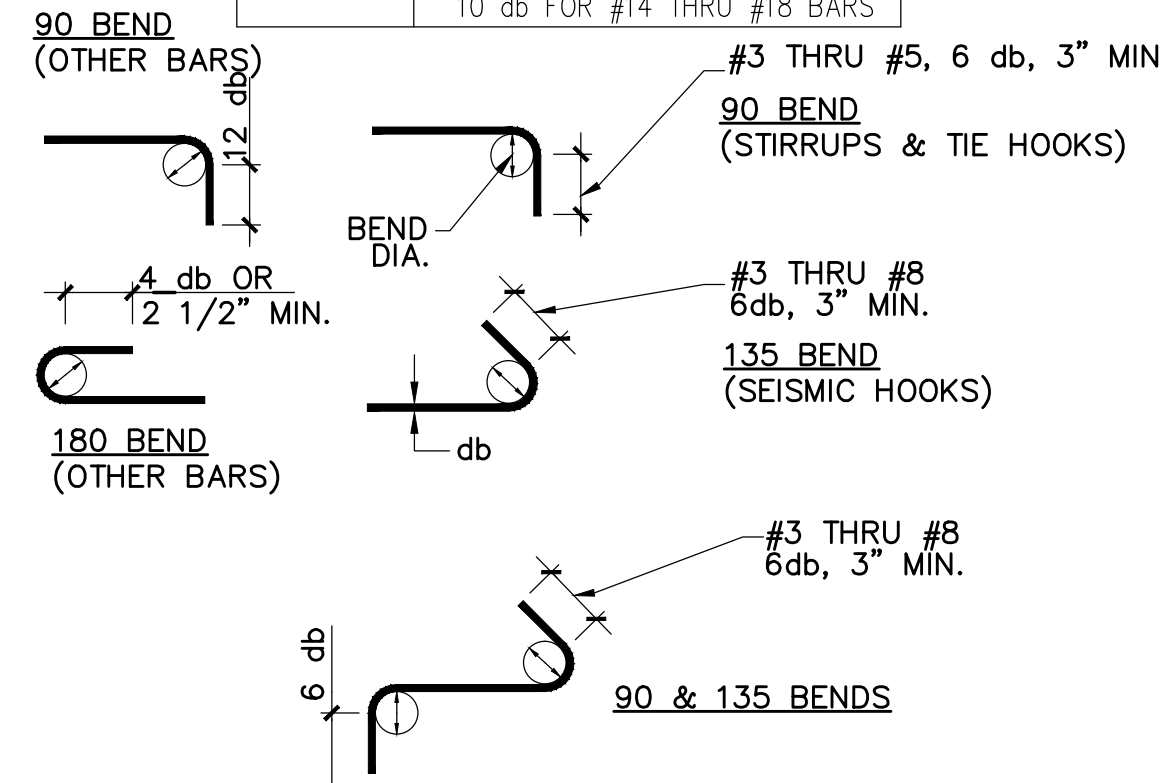 10 db FOR #14 THRU #18 BARS
90 BEND
(OTHER BARS)
12 db
#3 THRU #5, 6 db, 3" MIN
90 BEND
(STIRRUPS & TIE HOOKS)
BEND
DIA.
4 db OR
2 1/2" MIN.
180 BEND
(OTHER BARS)
#3 THRU #8
6db, 3" MIN.
135 BEND
(SEISMIC HOOKS)
db
#3 THRU #8
6db, 3" MIN.
6 db
90 & 135 BENDS